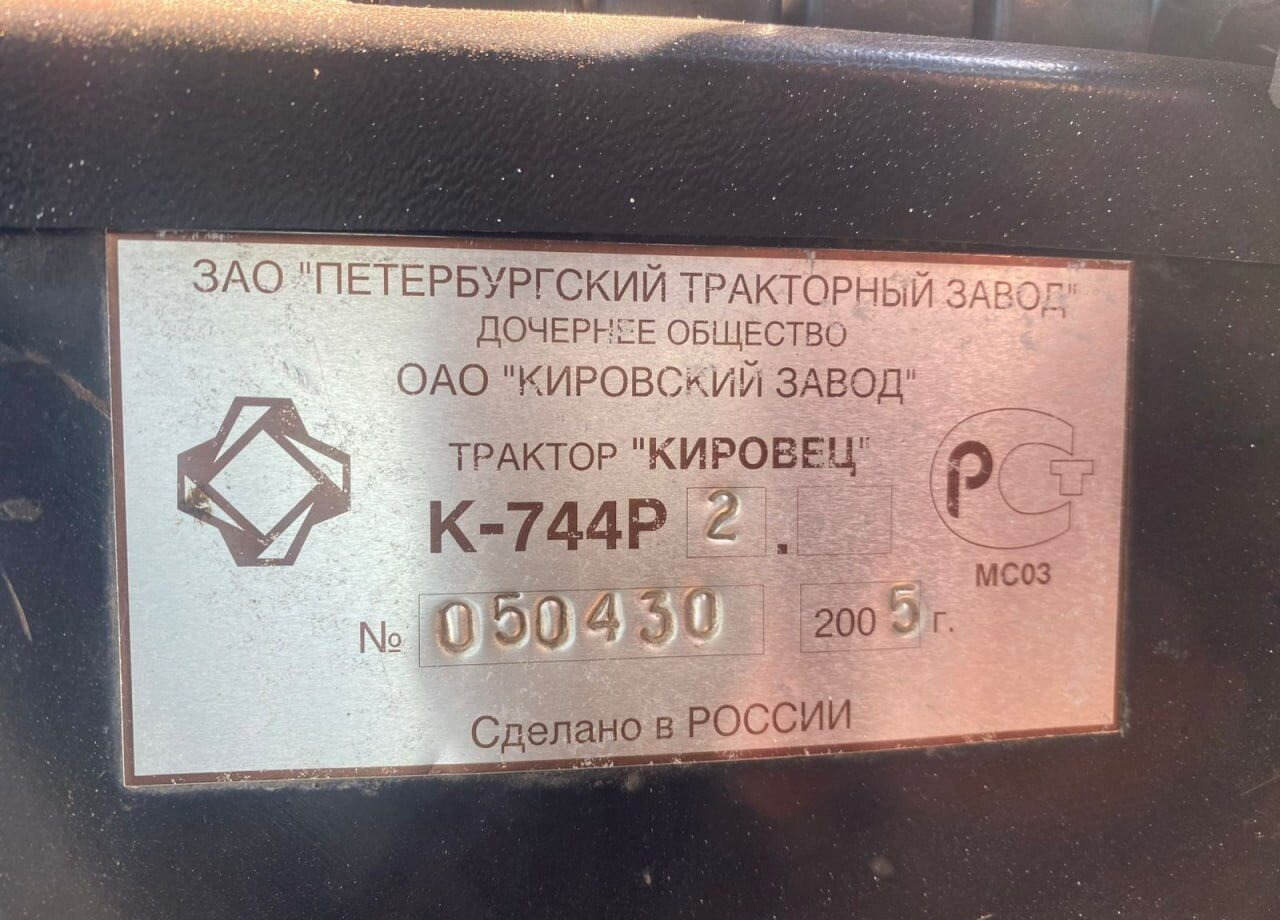 ЗАО "ПЕТЕРБУРГСКИЙ ТРАКТОРНЫЙ ЗАВОД"
ДОЧЕРНЕЕ ОБЩЕСТВО
ОАО "КИРОВСКИЙ ЗАВОД"
ТРАКТОР "КИРОВЕЦ"
К-744Р 2 .
РСТ
МС03
№ 050430 2005 г.
Сделано в РОССИИ